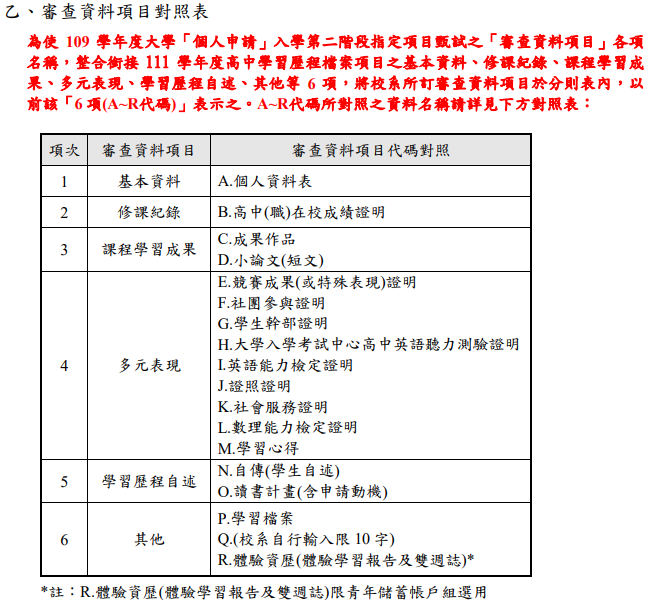 乙、審查資料項目對照表
為使 109 學年度大學「個人申請」入學第二階段指定項目甄試之「審查資料項目」各項
名稱，整合銜接 111 學年度高中學習歷程檔案項目之基本資料、修課紀錄、課程學習成
果、多元表現、學習歷程自述、其他等 6 項，將校系所訂審查資料項目於分則表內，以
前該「6 項(A~R代碼)」表示之。A~R代碼所對照之資料名稱請詳見下方對照表：
項次 審查資料項目 審查資料項目代碼對照
1 基本資料 A.個人資料表
2 修課紀錄 B.高中(職)在校成績證明
3 課程學習成果 C.成果作品
D.小論文(短文)
4 多元表現 E.競賽成果(或特殊表現)證明
F.社團參與證明
G.學生幹部證明
H.大學入學考試中心高中英語聽力測驗證明
I.英語能力檢定證明
J.證照證明
K.社會服務證明
L.數理能力檢定證明
M.學習心得
5 學習歷程自述 N.自傳(學生自述)
O.讀書計畫(含申請動機)
6 其他 P.學習檔案
Q.(校系自行輸入限 10 字)
R.體驗資歷(體驗學習報告及雙週誌)*
*註：R.體驗資歷(體驗學習報告及雙週誌)限青年儲蓄帳戶組選用